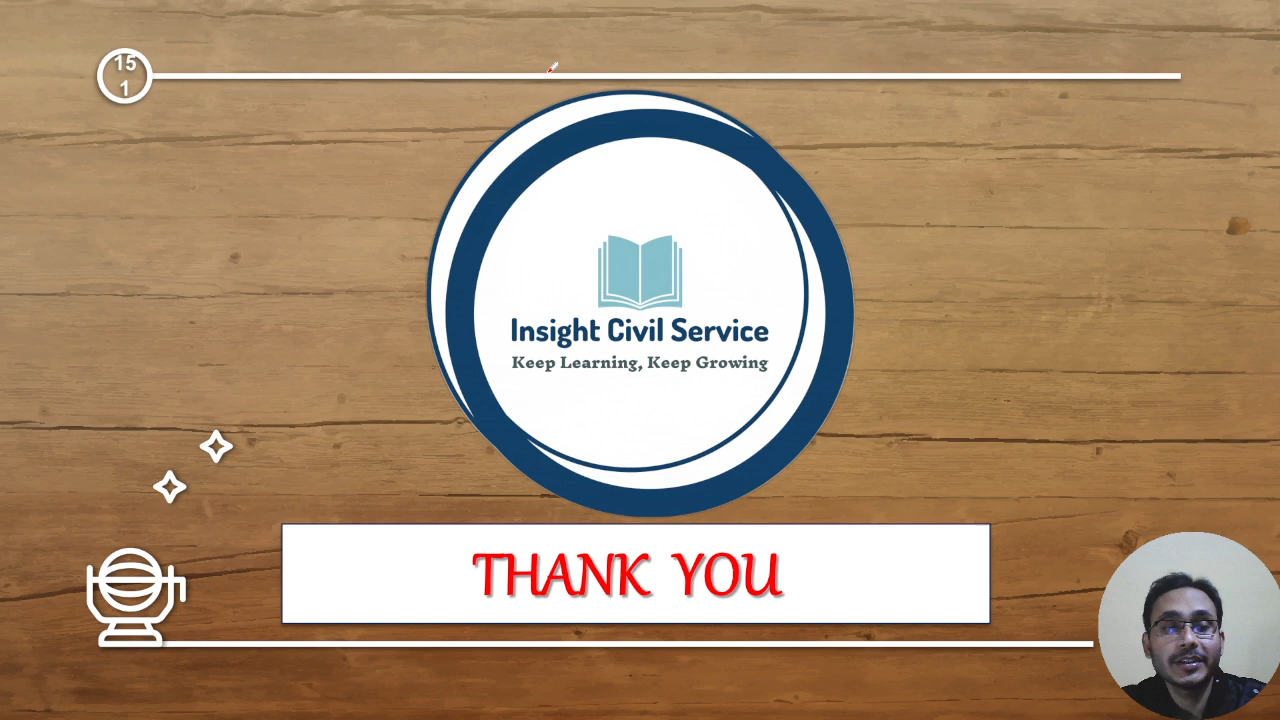 15
1
Insight Civil Service
Keep Learning, Keep Growing
THANK YOU